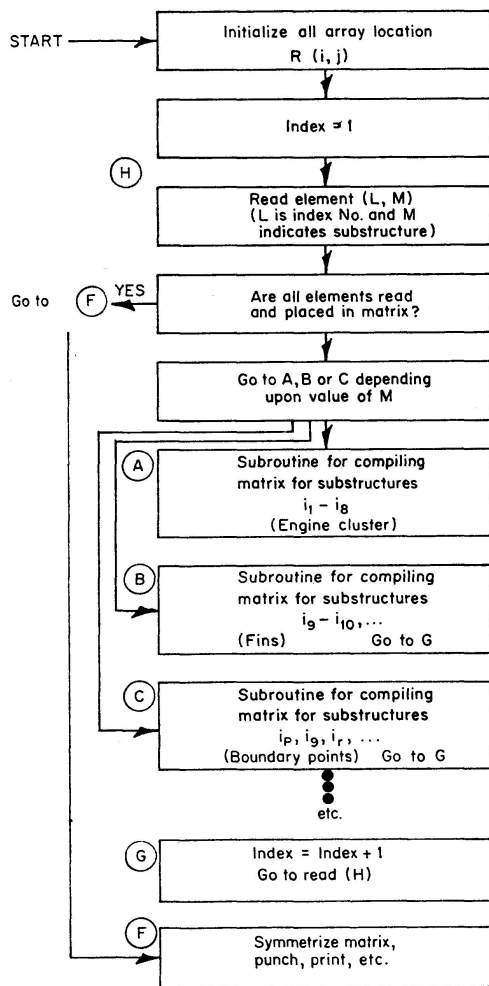 START
Initialize all array location
R (i, j)
Index = 1
H
Read element (L, M)
(L is index No. and M
indicates substructure)
Go to
F
YES
Are all elements read
and placed in matrix?
Go to A, B or C depending
upon value of M
A
Subroutine for compiling
matrix for substructures
i1 – i8
(Engine cluster)
B
Subroutine for compiling
matrix for substructures
i9 – i10, ...
(Fins) Go to G
C
Subroutine for compiling
matrix for substructures
iP, i9, ir, ...
(Boundary points) Go to G
etc.
G
Index = Index + 1
Go to read (H)
F
Symmetrize matrix,
punch, print, etc.